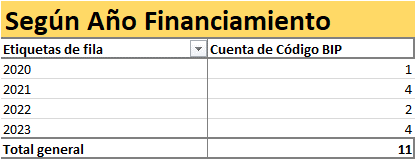 Según Año Financiamiento
Etiquetas de fila Cuenta de Código BIP
2020 1
2021 4
2022 2
2023 4
Total general 11